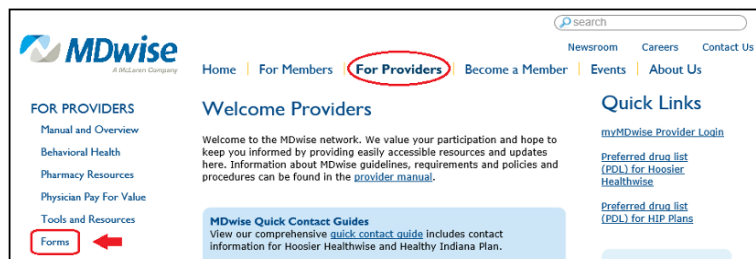 search
MDwise
A McLaren Company
Newsroom Careers Contact Us
Home For Members For Providers Become a Member Events About Us
FOR PROVIDERS
Manual and Overview
Behavioral Health
Pharmacy Resources
Physician Pay For Value
Tools and Resources
Forms
Welcome Providers
Welcome to the MDwise network. We value your participation and hope to
keep you informed by providing easily accessible resources and updates
here. Information about MDwise guidelines, requirements and policies and
procedures can be found in the provider manual.
MDwise Quick Contact Guides
View our comprehensive quick contact guide includes contact
information for Hoosier Healthwise and Healthy Indiana Plan.
Quick Links
myMDwise Provider Login
Preferred drug list
(PDL) for Hoosier
Healthwise
Preferred drug list
(PDL) for HIP Plans